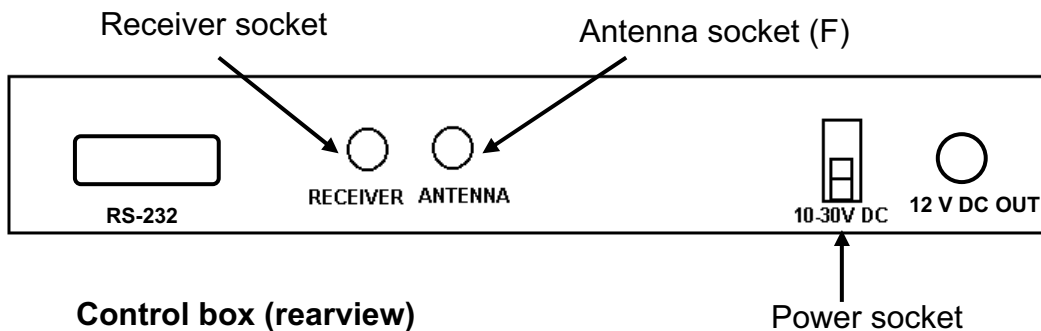 Receiver socket
Antenna socket (F)
RS-232
RECEIVER
ANTENNA
10-30V DC
12 V DC OUT
Control box (rearview)
Power socket